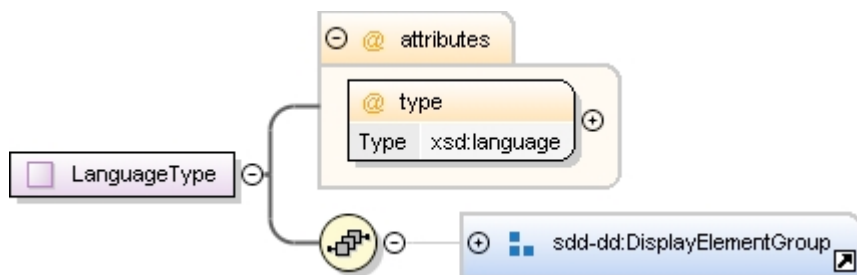 @ attributes
@ type
Type xsd:language
LanguageType
sdd-dd:DisplayElementGroup